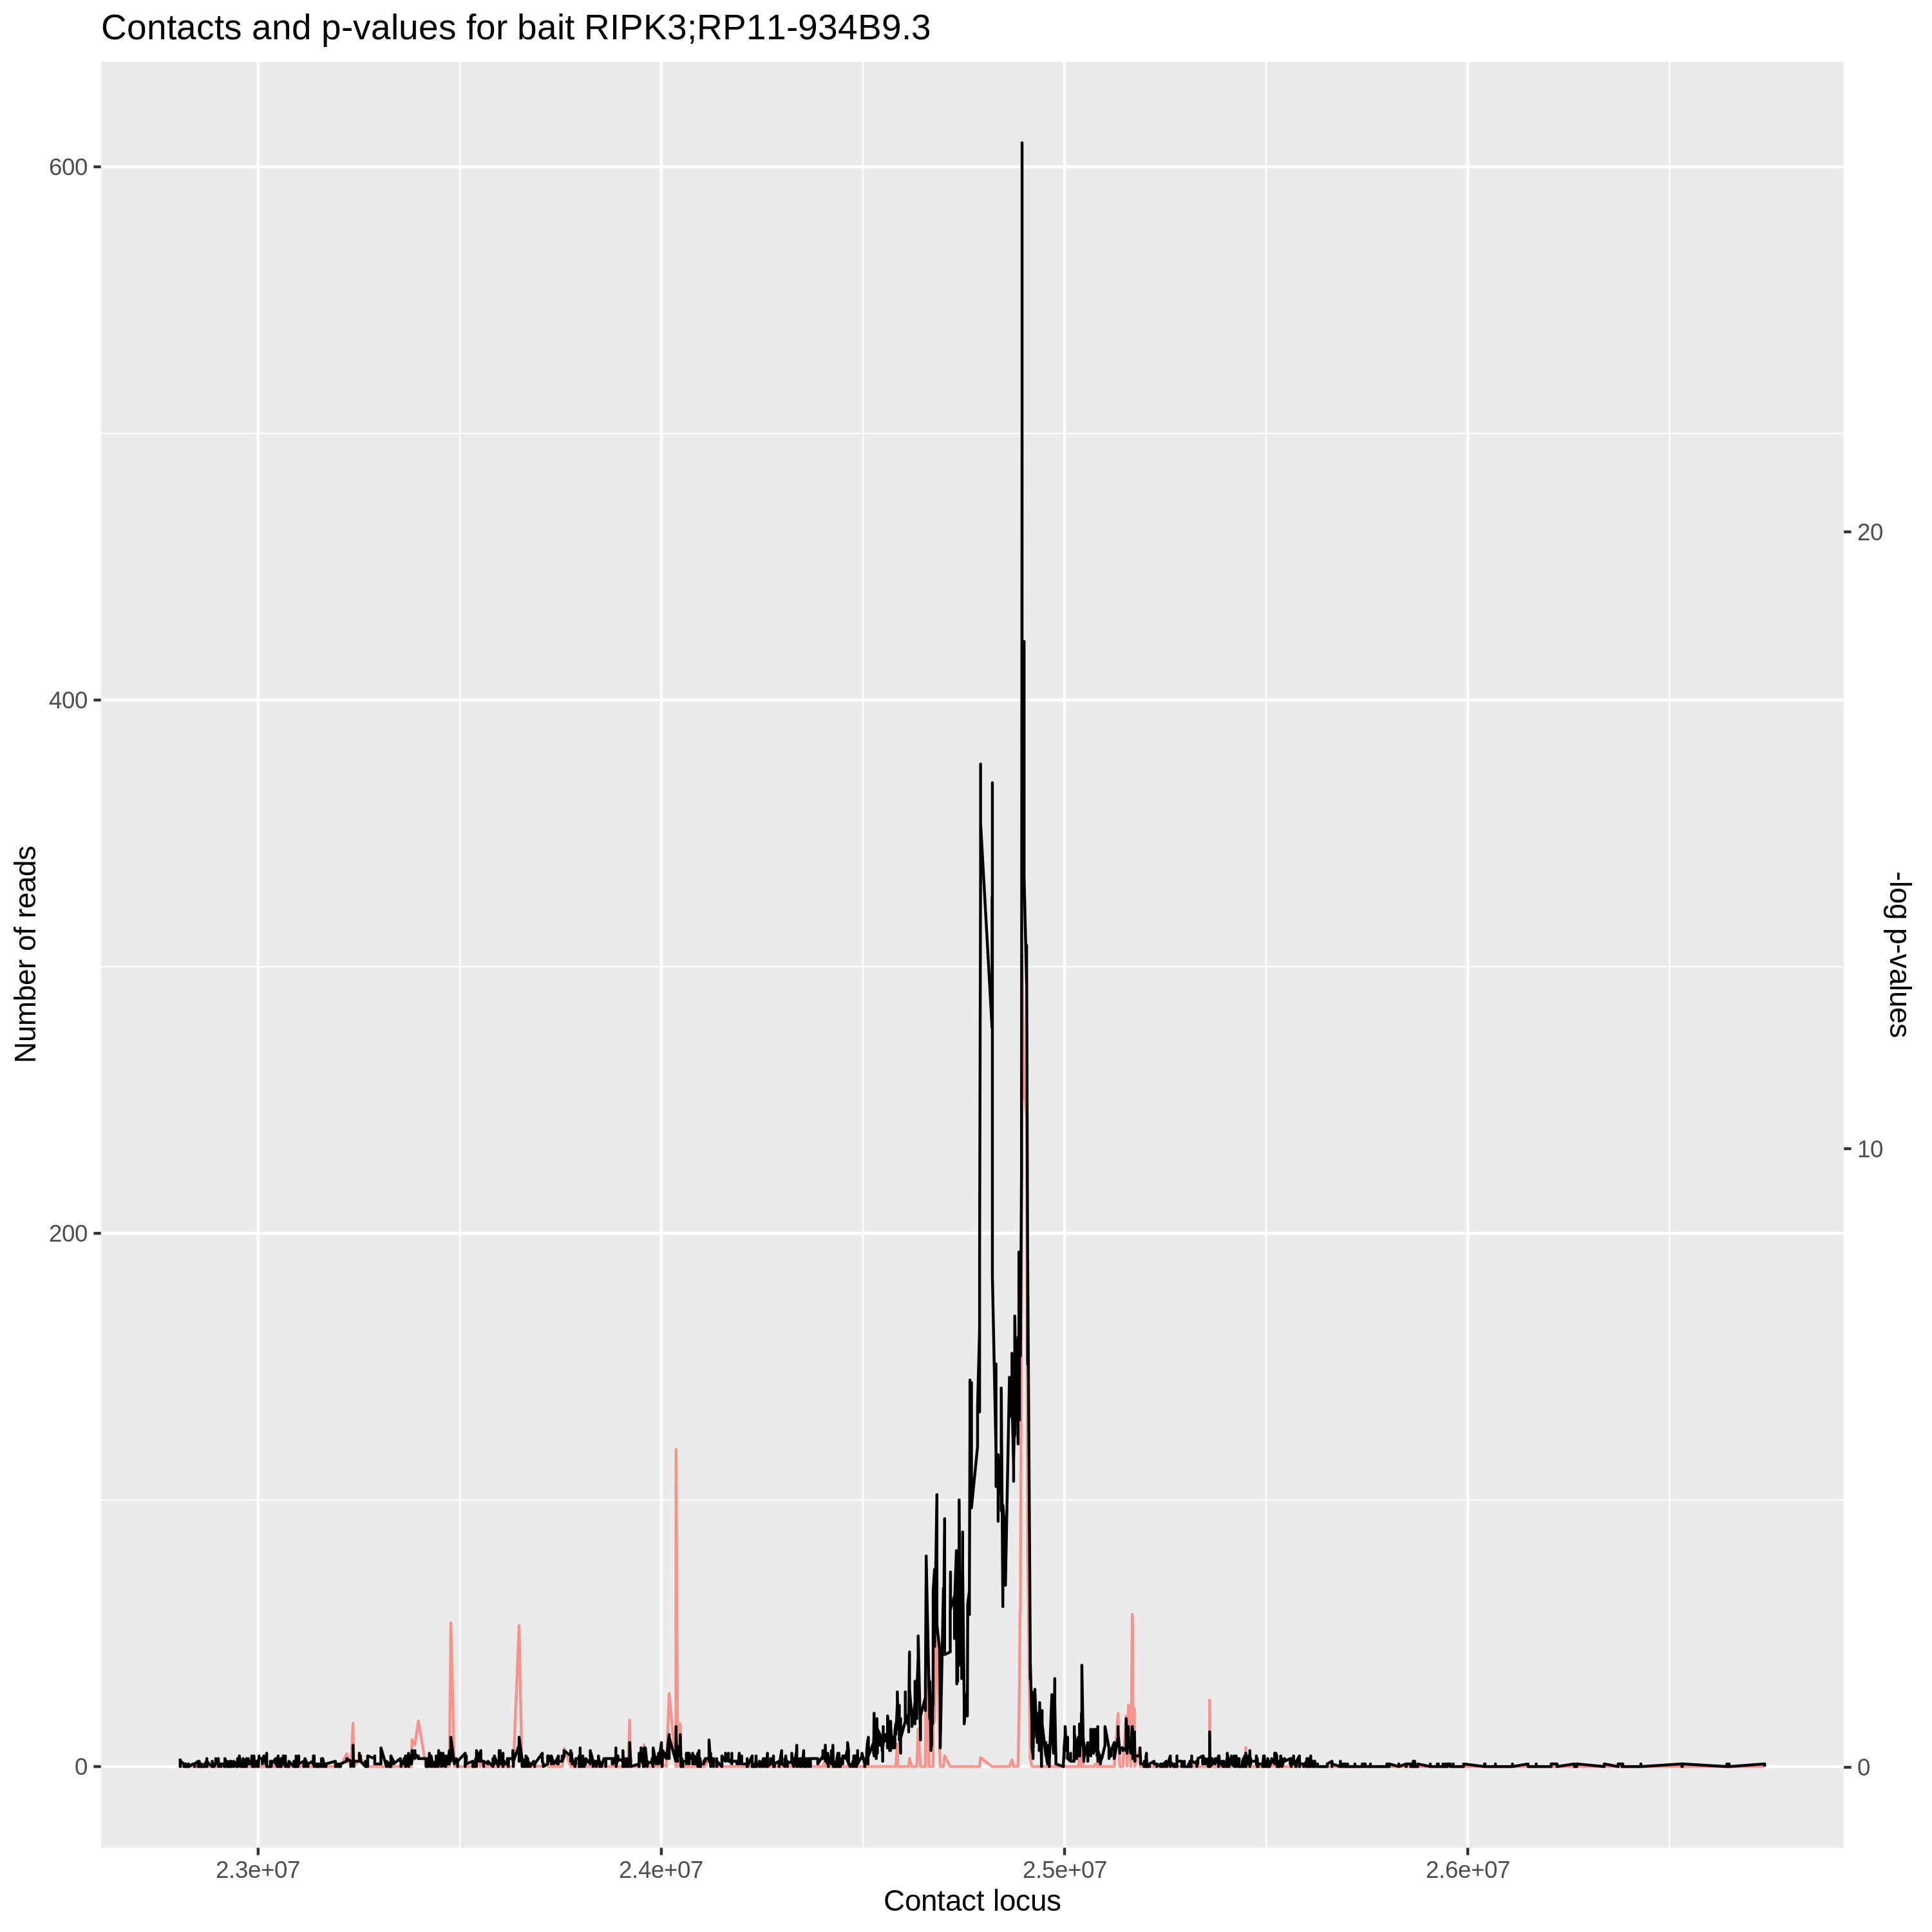 Contacts and p-values for bait RIPK3;RP11-934B9.3
600
400
200
0
Number of reads
20
10
0
-log p-values
2.3e+07
2.4e+07
2.5e+07
2.6e+07
Contact locus